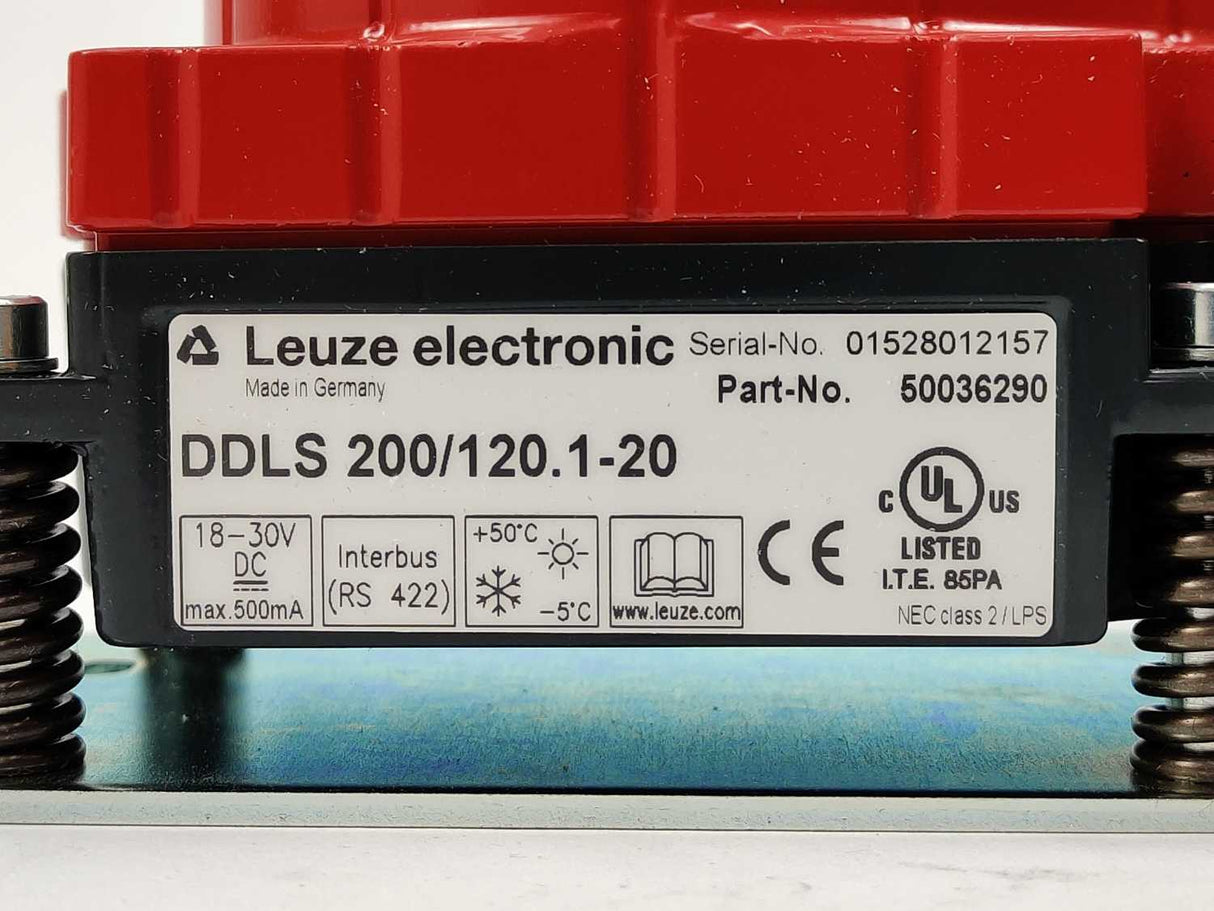 Leuze electronic Serial-No. 01528012157
Made in Germany Part-No. 50036290
DDLS 200/120.1-20
C UL US
LISTED
I.T.E. 85PA
NEC class 2 / LPS
18-30V
DC
max.500mA
Interbus
(RS 422)
+50°C
-5°C
www.leuze.com
CE